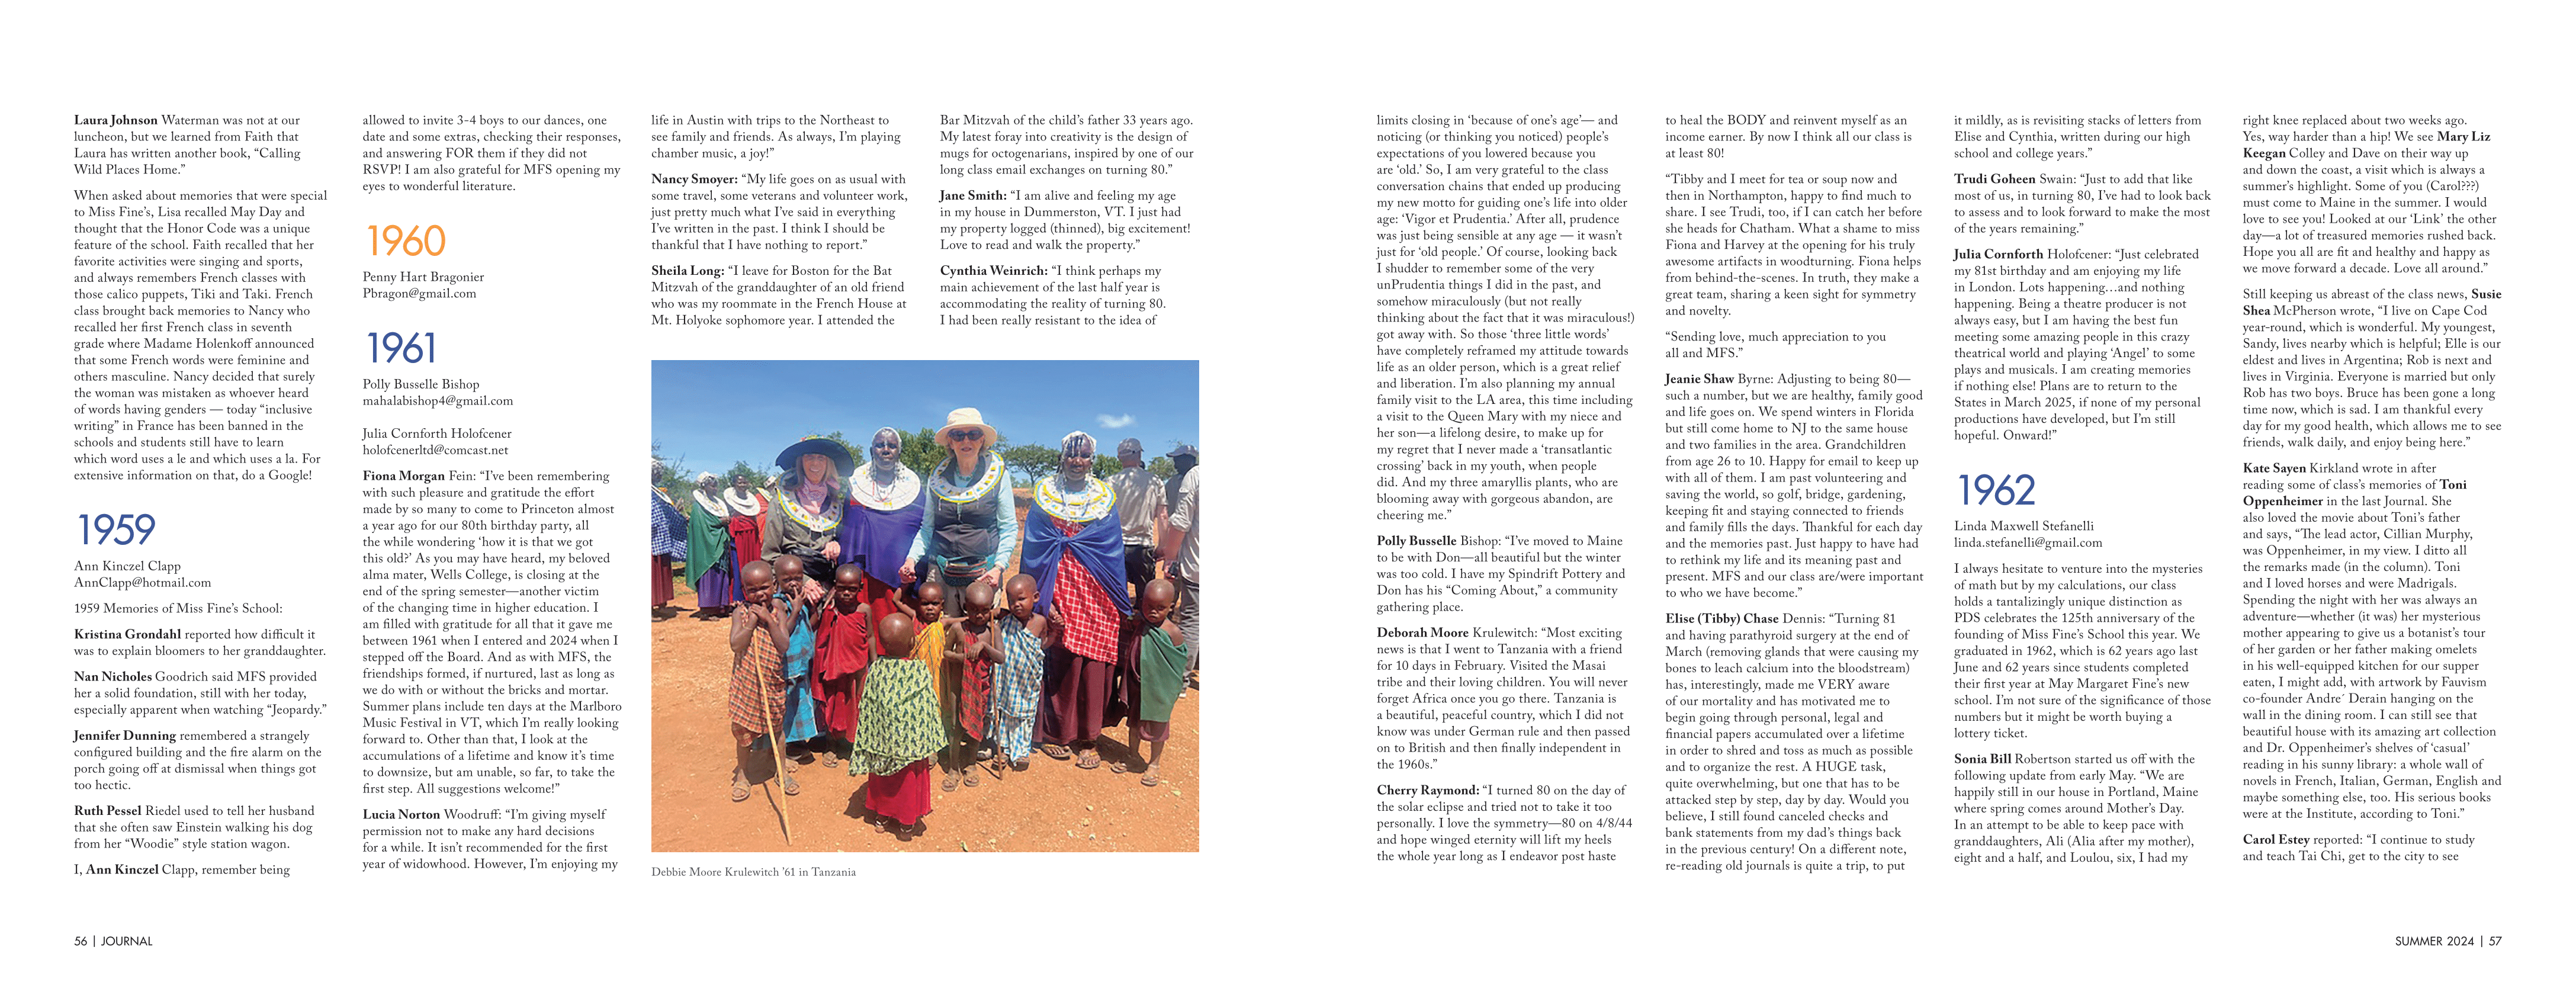 Laura Johnson Waterman was not at our
luncheon, but we learned from Faith that
Laura has written another book, “Calling
Wild Places Home.”
When asked about memories that were special
to Miss Fine’s, Lisa recalled May Day and
thought that the Honor Code was a unique
feature of the school. Faith recalled that her
favorite activities were singing and sports,
and always remembers French classes with
those calico puppets, Tiki and Taki. French
class brought back memories to Nancy who
recalled her first French class in seventh
grade where Madame Holenkoff announced
that some French words were feminine and
others masculine. Nancy decided that surely
the woman was mistaken as whoever heard
of words having genders — today “inclusive
writing” in France has been banned in the
schools and students still have to learn
which word uses a le and which uses a la. For
extensive information on that, do a Google!
1959
Ann Kinczel Clapp
AnnClapp@hotmail.com
1959 Memories of Miss Fine’s School:
Kristina Grondahl reported how difficult it
was to explain bloomers to her granddaughter.
Nan Nicholes Goodrich said MFS provided
her a solid foundation, still with her today,
especially apparent when watching “Jeopardy.”
Jennifer Dunning remembered a strangely
configured building and the fire alarm on the
porch going off at dismissal when things got
too hectic.
Ruth Pessel Riedel used to tell her husband
that she often saw Einstein walking his dog
from her “Woodie” style station wagon.
I, Ann Kinczel Clapp, remember being
allowed to invite 3-4 boys to our dances, one
date and some extras, checking their responses,
and answering FOR them if they did not
RSVP! I am also grateful for MFS opening my
eyes to wonderful literature.
1960
Penny Hart Bragonier
Pbragon@gmail.com
1961
Polly Busselle Bishop
mahalabishop4@gmail.com
Julia Cornforth Holofcener
holofcenerltd@comcast.net
Fiona Morgan Fein: “I’ve been remembering
with such pleasure and gratitude the effort
made by so many to come to Princeton almost
a year ago for our 80th birthday party, all
the while wondering ‘how it is that we got
this old?’ As you may have heard, my beloved
alma mater, Wells College, is closing at the
end of the spring semester—another victim
of the changing time in higher education. I
am filled with gratitude for all that it gave me
between 1961 when I entered and 2024 when I
stepped off the Board. And as with MFS, the
friendships formed, if nurtured, last as long as
we do with or without the bricks and mortar.
Summer plans include ten days at the Marlboro
Music Festival in VT, which I’m really looking
forward to. Other than that, I look at the
accumulations of a lifetime and know it’s time
to downsize, but am unable, so far, to take the
first step. All suggestions welcome!”
Lucia Norton Woodruff: “I’m giving myself
permission not to make any hard decisions
for a while. It isn’t recommended for the first
year of widowhood. However, I’m enjoying my
life in Austin with trips to the Northeast to
see family and friends. As always, I’m playing
chamber music, a joy!”
Nancy Smoyer: “My life goes on as usual with
some travel, some veterans and volunteer work,
just pretty much what I’ve said in everything
I’ve written in the past. I think I should be
thankful that I have nothing to report.”
Sheila Long: “I leave for Boston for the Bat
Mitzvah of the granddaughter of an old friend
who was my roommate in the French House at
Mt. Holyoke sophomore year. I attended the
Bar Mitzvah of the child’s father 33 years ago.
My latest foray into creativity is the design of
mugs for octogenarians, inspired by one of our
long class email exchanges on turning 80.”
Jane Smith: “I am alive and feeling my age
in my house in Dummerston, VT. I just had
my property logged (thinned), big excitement!
Love to read and walk the property.”
Cynthia Weinrich: “I think perhaps my
main achievement of the last half year is
accommodating the reality of turning 80.
I had been really resistant to the idea of
Debbie Moore Krulewitch ’61 in Tanzania
56 | JOURNAL
limits closing in ‘because of one’s age’— and
noticing (or thinking you noticed) people’s
expectations of you lowered because you
are ‘old.’ So, I am very grateful to the class
conversation chains that ended up producing
my new motto for guiding one’s life into older
age: ‘Vigor et Prudentia.’ After all, prudence
was just being sensible at any age — it wasn’t
just for ‘old people.’ Of course, looking back
I shudder to remember some of the very
unPrudentia things I did in the past, and
somehow miraculously (but not really
thinking about the fact that it was miraculous!)
got away with. So those ‘three little words’
have completely reframed my attitude towards
life as an older person, which is a great relief
and liberation. I’m also planning my annual
family visit to the LA area, this time including
a visit to the Queen Mary with my niece and
her son—a lifelong desire, to make up for
my regret that I never made a ‘transatlantic
crossing’ back in my youth, when people
did. And my three amaryllis plants, who are
blooming away with gorgeous abandon, are
cheering me.”
Polly Busselle Bishop: “I’ve moved to Maine
to be with Don—all beautiful but the winter
was too cold. I have my Spindrift Pottery and
Don has his “Coming About,” a community
gathering place.
Deborah Moore Krulewitch: “Most exciting
news is that I went to Tanzania with a friend
for 10 days in February. Visited the Masai
tribe and their loving children. You will never
forget Africa once you go there. Tanzania is
a beautiful, peaceful country, which I did not
know was under German rule and then passed
on to British and then finally independent in
the 1960s.”
Cherry Raymond: “I turned 80 on the day of
the solar eclipse and tried not to take it too
personally. I love the symmetry—80 on 4/8/44
and hope winged eternity will lift my heels
the whole year long as I endeavor post haste
to heal the BODY and reinvent myself as an
income earner. By now I think all our class is
at least 80!
“Tibby and I meet for tea or soup now and
then in Northampton, happy to find much to
share. I see Trudi, too, if I can catch her before
she heads for Chatham. What a shame to miss
Fiona and Harvey at the opening for his truly
awesome artifacts in woodturning. Fiona helps
from behind-the-scenes. In truth, they make a
great team, sharing a keen sight for symmetry
and novelty.
“Sending love, much appreciation to you
all and MFS.”
Jeanie Shaw Byrne: Adjusting to being 80—
such a number, but we are healthy, family good
and life goes on. We spend winters in Florida
but still come home to NJ to the same house
and two families in the area. Grandchildren
from age 26 to 10. Happy for email to keep up
with all of them. I am past volunteering and
saving the world, so golf, bridge, gardening,
keeping fit and staying connected to friends
and family fills the days. Thankful for each day
and the memories past. Just happy to have had
to rethink my life and its meaning past and
present. MFS and our class are/were important
to who we have become.”
Elise (Tibby) Chase Dennis: “Turning 81
and having parathyroid surgery at the end of
March (removing glands that were causing my
bones to leach calcium into the bloodstream)
has, interestingly, made me VERY aware
of our mortality and has motivated me to
begin going through personal, legal and
financial papers accumulated over a lifetime
in order to shred and toss as much as possible
and to organize the rest. A HUGE task,
quite overwhelming, but one that has to be
attacked step by step, day by day. Would you
believe, I still found canceled checks and
bank statements from my dad’s things back
in the previous century! On a different note,
re-reading old journals is quite a trip, to put
it mildly, as is revisiting stacks of letters from
Elise and Cynthia, written during our high
school and college years.”
Trudi Goheen Swain: “Just to add that like
most of us, in turning 80, I’ve had to look back
to assess and to look forward to make the most
of the years remaining.”
Julia Cornforth Holofcener: “Just celebrated
my 81st birthday and am enjoying my life
in London. Lots happening…and nothing
happening. Being a theatre producer is not
always easy, but I am having the best fun
meeting some amazing people in this crazy
theatrical world and playing ‘Angel’ to some
plays and musicals. I am creating memories
if nothing else! Plans are to return to the
States in March 2025, if none of my personal
productions have developed, but I’m still
hopeful. Onward!”
1962
Linda Maxwell Stefanelli
linda.stefanelli@gmail.com
I always hesitate to venture into the mysteries
of math but by my calculations, our class
holds a tantalizingly unique distinction as
PDS celebrates the 125th anniversary of the
founding of Miss Fine’s School this year. We
graduated in 1962, which is 62 years ago last
June and 62 years since students completed
their first year at May Margaret Fine’s new
school. I’m not sure of the significance of those
numbers but it might be worth buying a
lottery ticket.
Sonia Bill Robertson started us off with the
following update from early May. “We are
happily still in our house in Portland, Maine
where spring comes around Mother’s Day.
In an attempt to be able to keep pace with
granddaughters, Ali (Alia after my mother),
eight and a half, and Loulou, six, I had my
right knee replaced about two weeks ago.
Yes, way harder than a hip! We see Mary Liz
Keegan Colley and Dave on their way up
and down the coast, a visit which is always a
summer’s highlight. Some of you (Carol???)
must come to Maine in the summer. I would
love to see you! Looked at our ‘Link’ the other
day—a lot of treasured memories rushed back.
Hope you all are fit and healthy and happy as
we move forward a decade. Love all around.”
Still keeping us abreast of the class news, Susie
Shea McPherson wrote, “I live on Cape Cod
year-round, which is wonderful. My youngest,
Sandy, lives nearby which is helpful; Elle is our
eldest and lives in Argentina; Rob is next and
lives in Virginia. Everyone is married but only
Rob has two boys. Bruce has been gone a long
time now, which is sad. I am thankful every
day for my good health, which allows me to see
friends, walk daily, and enjoy being here.”
Kate Sayen Kirkland wrote in after
reading some of class’s memories of Toni
Oppenheimer in the last Journal. She
also loved the movie about Toni’s father
and says, “The lead actor, Cillian Murphy,
was Oppenheimer, in my view. I ditto all
the remarks made (in the column). Toni
and I loved horses and were Madrigals.
Spending the night with her was always an
adventure—whether (it was) her mysterious
mother appearing to give us a botanist’s tour
of her garden or her father making omelets
in his well-equipped kitchen for our supper
eaten, I might add, with artwork by Fauvism
co-founder Andre´ Derain hanging on the
wall in the dining room. I can still see that
beautiful house with its amazing art collection
and Dr. Oppenheimer’s shelves of ‘casual’
reading in his sunny library: a whole wall of
novels in French, Italian, German, English and
maybe something else, too. His serious books
were at the Institute, according to Toni.”
Carol Estey reported: “I continue to study
and teach Tai Chi, get to the city to see
SUMMER 2024 | 57